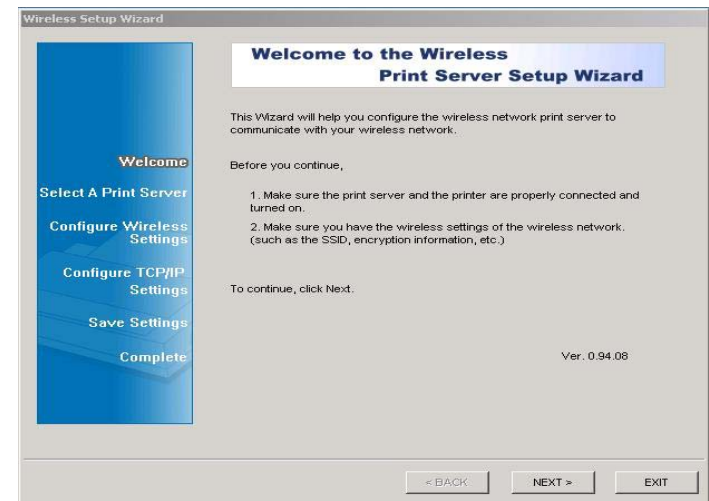 Wireless Setup Wizard
Welcome to the Wireless
Print Server Setup Wizard
This Wizard will help you configure the wireless network print server to
communicate with your wireless network.
Before you continue,
1. Make sure the print server and the printer are properly connected and
turned on.
2. Make sure you have the wireless settings of the wireless network.
(such as the SSID, encryption information, etc.)
To continue, click Next.
Ver. 0.94.08
Welcome
Select A Print Server
Configure Wireless
Settings
Configure TCP/IP
Settings
Save Settings
Complete
< BACK
NEXT >
EXIT